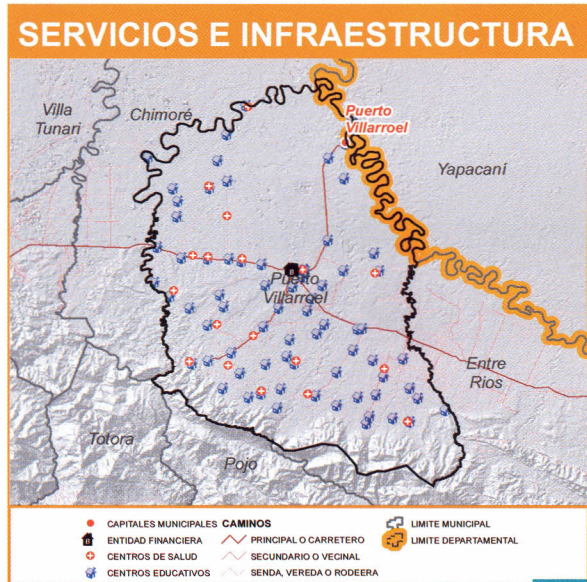 SERVICIOS E INFRAESTRUCTURA
Villa
Tunari
Chimoré
Puerto
Villarroel
Yapacaní
Puerto
Villarroel
Entre
Rios
Totora
Pojo
CAPITALES MUNICIPALES
ENTIDAD FINANCIERA
CENTROS DE SALUD
CENTROS EDUCATIVOS
CAMINOS
PRINCIPAL O CARRETERO
SECUNDARIO O VECINAL
SENDA, VEREDA O RODEERA
LIMITE MUNICIPAL
LIMITE DEPARTAMENTAL